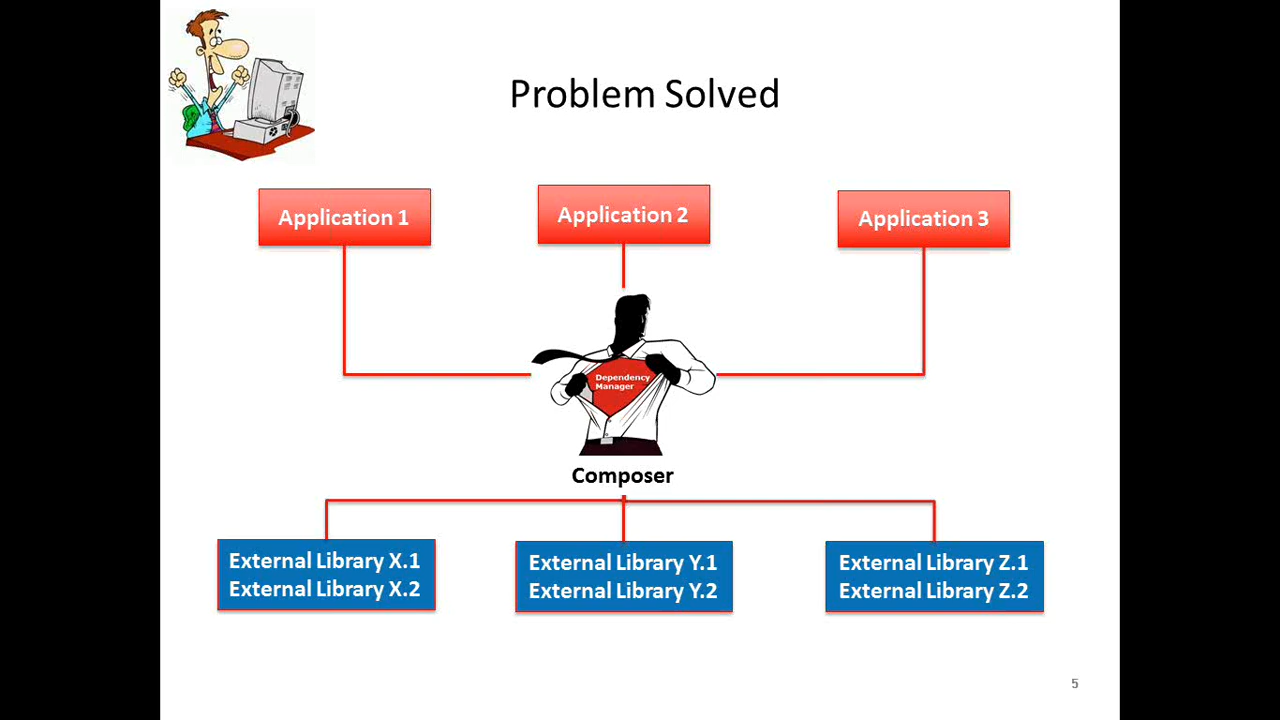 Problem Solved
Application 1
Application 2
Application 3
Dependency
Manager
Composer
External Library X.1
External Library X.2
External Library Y.1
External Library Y.2
External Library Z.1
External Library Z.2
5